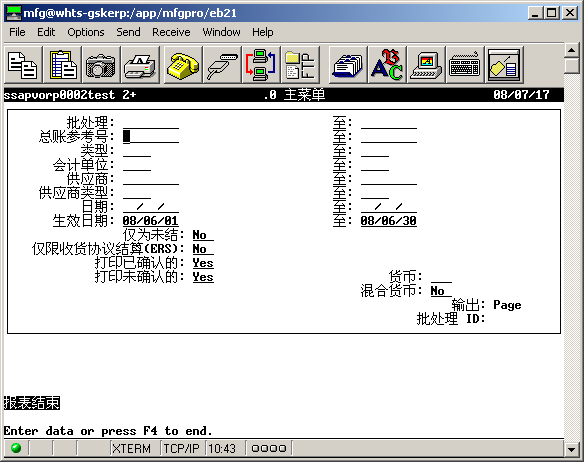 mfg@whts-gskerp:/app/mfgpro/eb21
File Edit Options Send Receive Window Help
ssapvorp0002test 2+ .0 主菜单 08/07/17
批处理: 至:
总账参考号: 至:
类型: 至:
会计单位: 至:
供应商: 至:
供应商类型: 至:
日期: / / 至: / /
生效日期: 08/06/01 至: 08/06/30
仅为未结: No
仅限收货协议结算(ERS): No
打印已确认的: Yes 货币:
打印未确认的: Yes 混合货币: No
输出: Page
批处理 ID:
报表结束
Enter data or press F4 to end.
XTERM TCP/IP 10:43